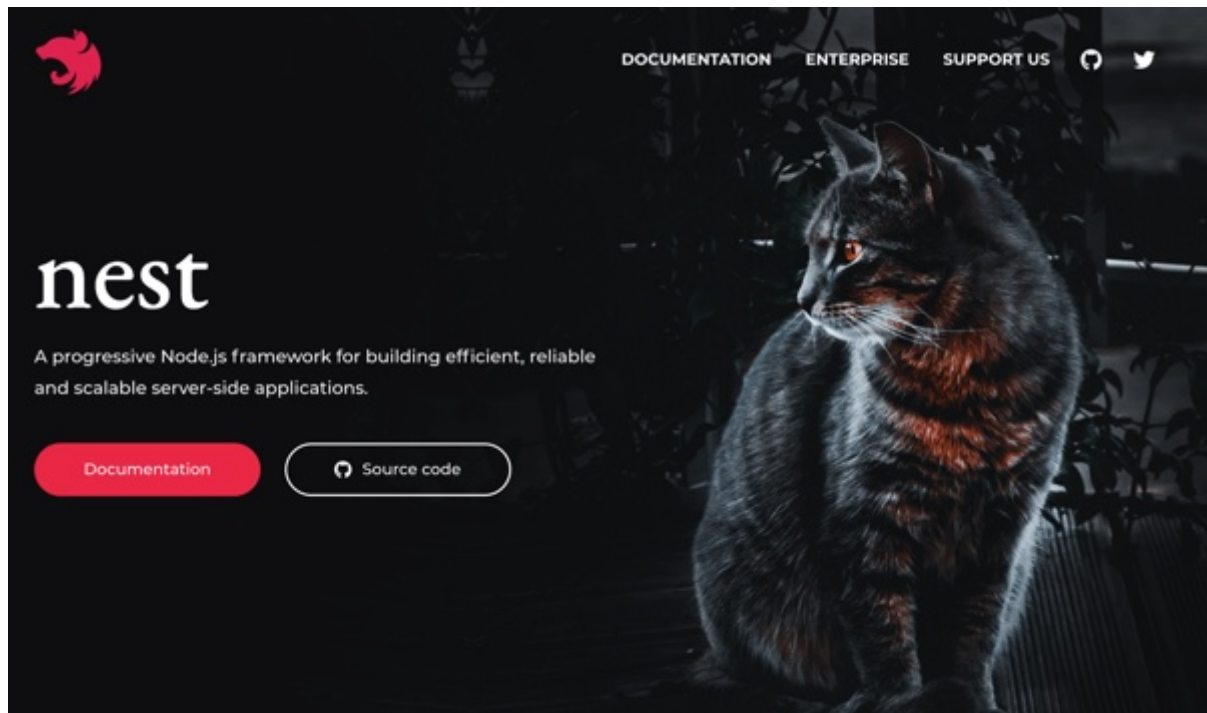 DOCUMENTATION ENTERPRISE SUPPORT US
nest
A progressive Node.js framework for building efficient, reliable
and scalable server-side applications.
Documentation Source code